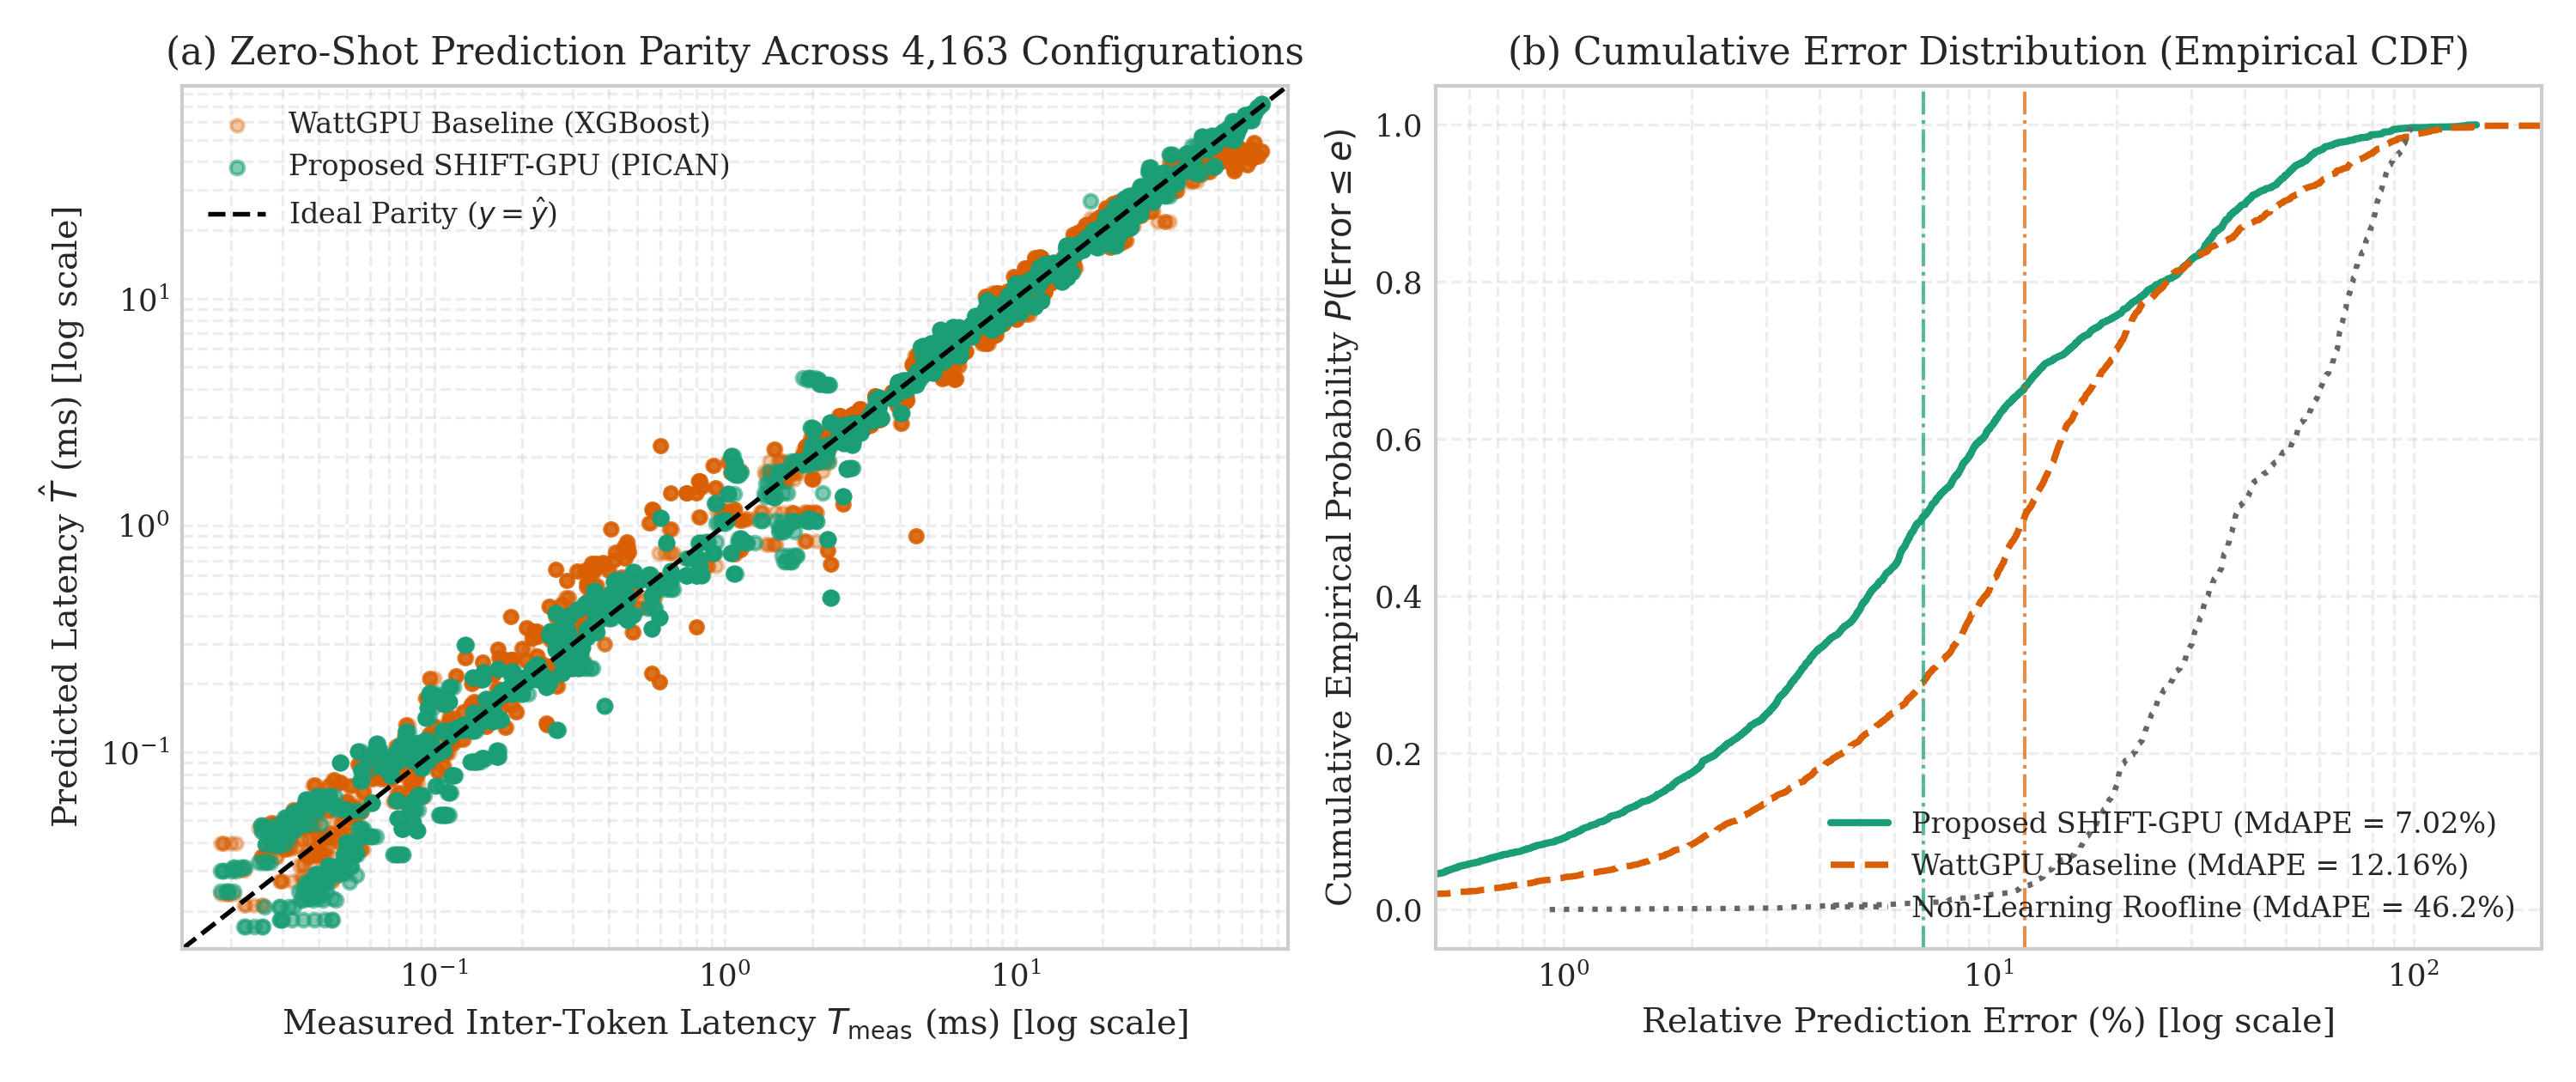 (a) Zero-Shot Prediction Parity Across 4,163 Configurations
WattGPU Baseline (XGBoost)
Proposed SHIFT-GPU (PICAN)
Ideal Parity (y = ŷ)
Predicted Latency T̂ (ms) [log scale]
10¹
10⁰
10⁻¹
10⁻¹
10⁰
10¹
Measured Inter-Token Latency T_meas (ms) [log scale]
(b) Cumulative Error Distribution (Empirical CDF)
Cumulative Empirical Probability P(Error ≤ e)
1.0
0.8
0.6
0.4
0.2
0.0
Proposed SHIFT-GPU (MdAPE = 7.02%)
WattGPU Baseline (MdAPE = 12.16%)
Non-Learning Roofline (MdAPE = 46.2%)
10⁰
10¹
10²
Relative Prediction Error (%) [log scale]